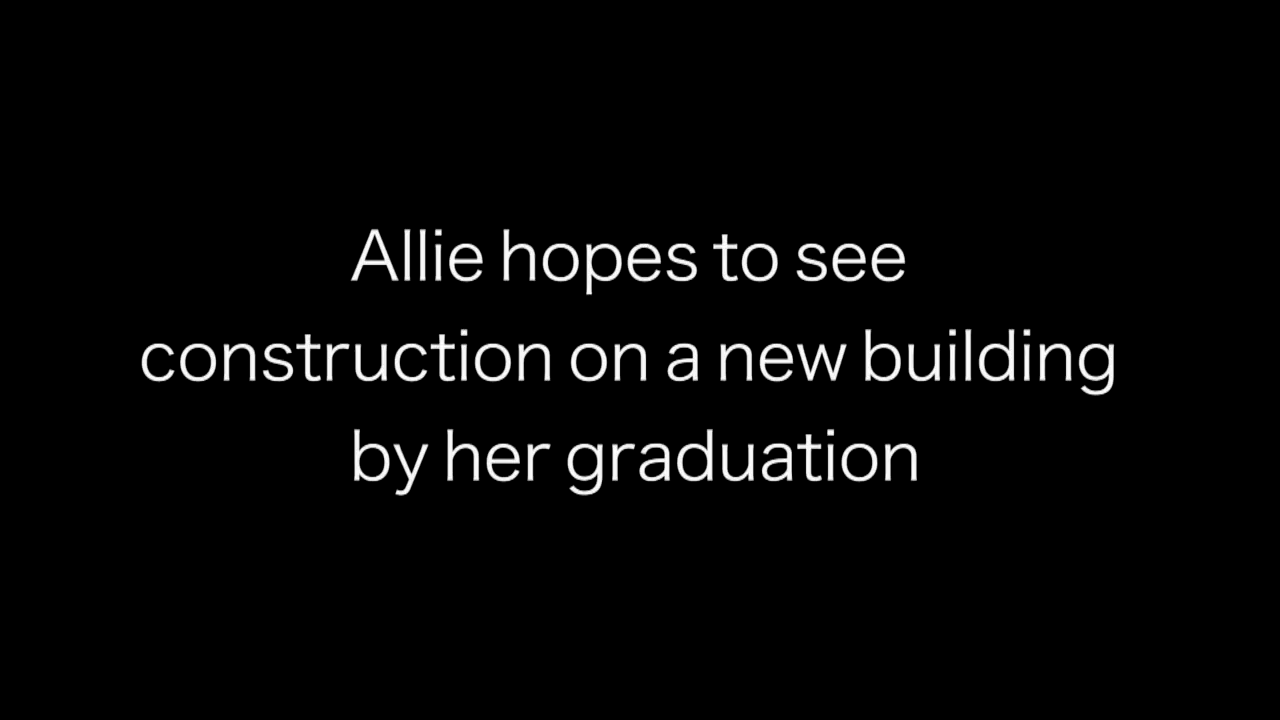 Allie hopes to see
construction on a new building
by her graduation